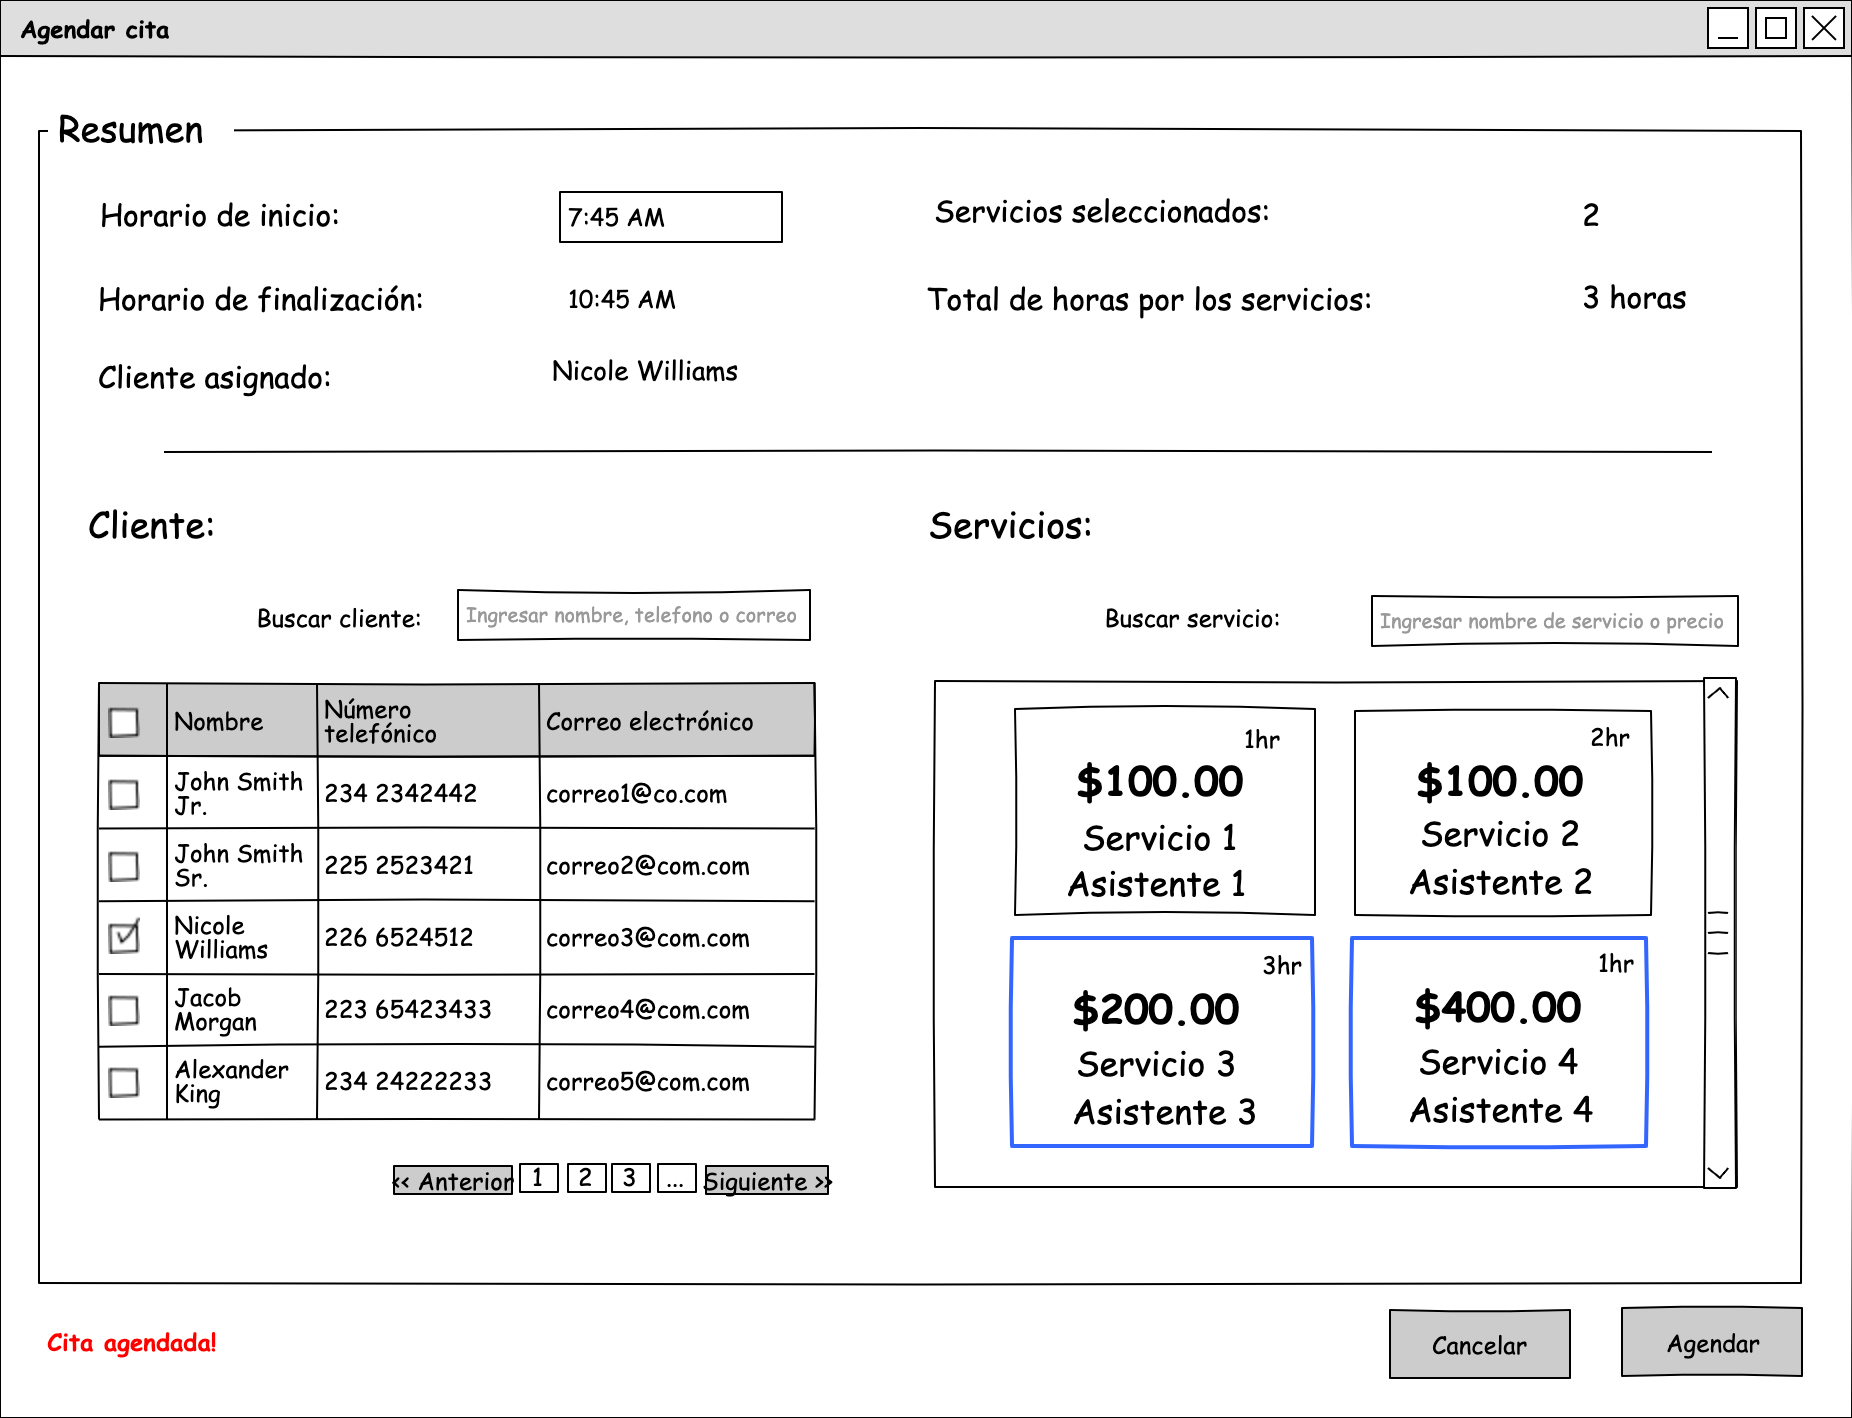 Agendar cita
Resumen
Horario de inicio:
7:45 AM
Servicios seleccionados:
2
Horario de finalización:
10:45 AM
Total de horas por los servicios:
3 horas
Cliente asignado:
Nicole Williams
Cliente:
Servicios:
Buscar cliente:
Ingresar nombre, telefono o correo
Buscar servicio:
Ingresar nombre de servicio o precio
Nombre
Número
telefónico
Correo electrónico
John Smith
Jr.
234 2342442
correo1@co.com
John Smith
Sr.
225 2523421
correo2@com.com
Nicole
Williams
226 6524512
correo3@com.com
Jacob
Morgan
223 65423433
correo4@com.com
Alexander
King
234 24222233
correo5@com.com
<< Anterior
1
2
3
...
Siguiente >>
1hr
$100.00
Servicio 1
Asistente 1
2hr
$100.00
Servicio 2
Asistente 2
3hr
$200.00
Servicio 3
Asistente 3
1hr
$400.00
Servicio 4
Asistente 4
Cita agendada!
Cancelar
Agendar